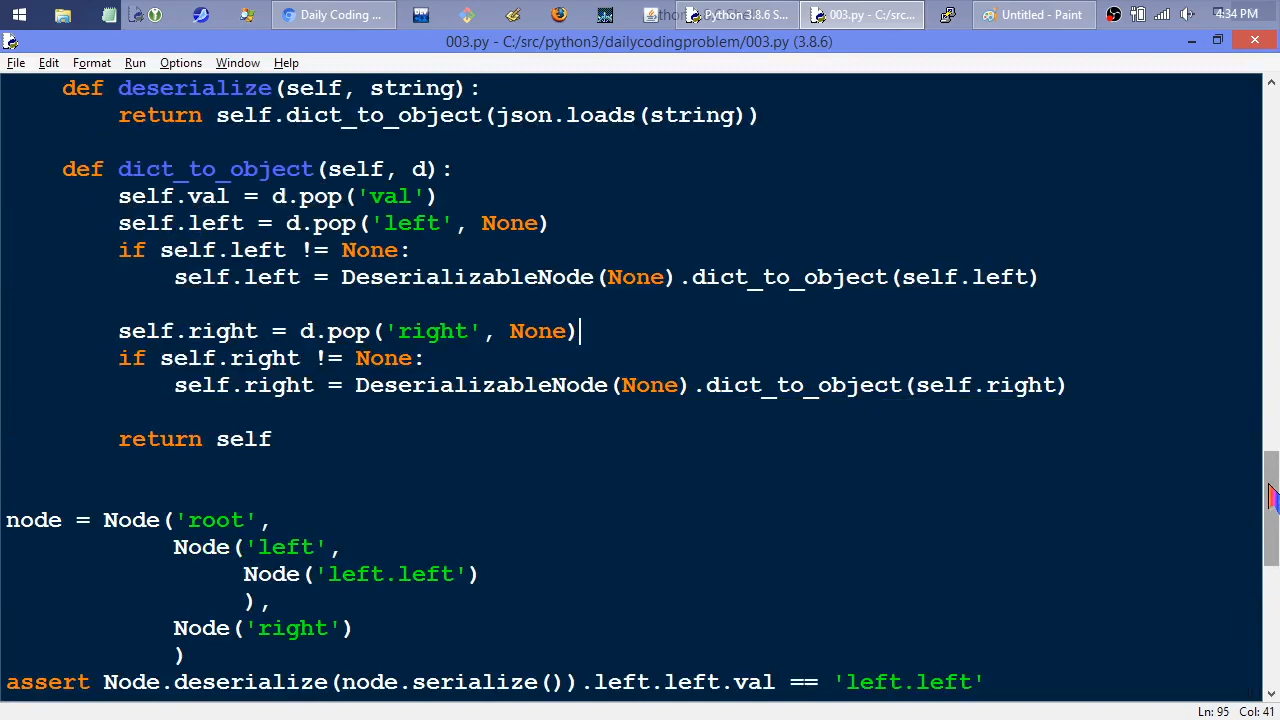 Daily Coding ...
Python 3.8.6 S...
003.py - C:/src...
Untitled - Paint
4:34 PM
003.py - C:/src/python3/dailycodingproblem/003.py (3.8.6)
File Edit Format Run Options Window Help
def deserialize(self, string):
return self.dict_to_object(json.loads(string))
def dict_to_object(self, d):
self.val = d.pop('val')
self.left = d.pop('left', None)
if self.left != None:
self.left = DeserializableNode(None).dict_to_object(self.left)
self.right = d.pop('right', None)
if self.right != None:
self.right = DeserializableNode(None).dict_to_object(self.right)
return self
node = Node('root',
Node('left',
Node('left.left')
),
Node('right')
)
assert Node.deserialize(node.serialize()).left.left.val == 'left.left'
Ln: 95 Col: 41